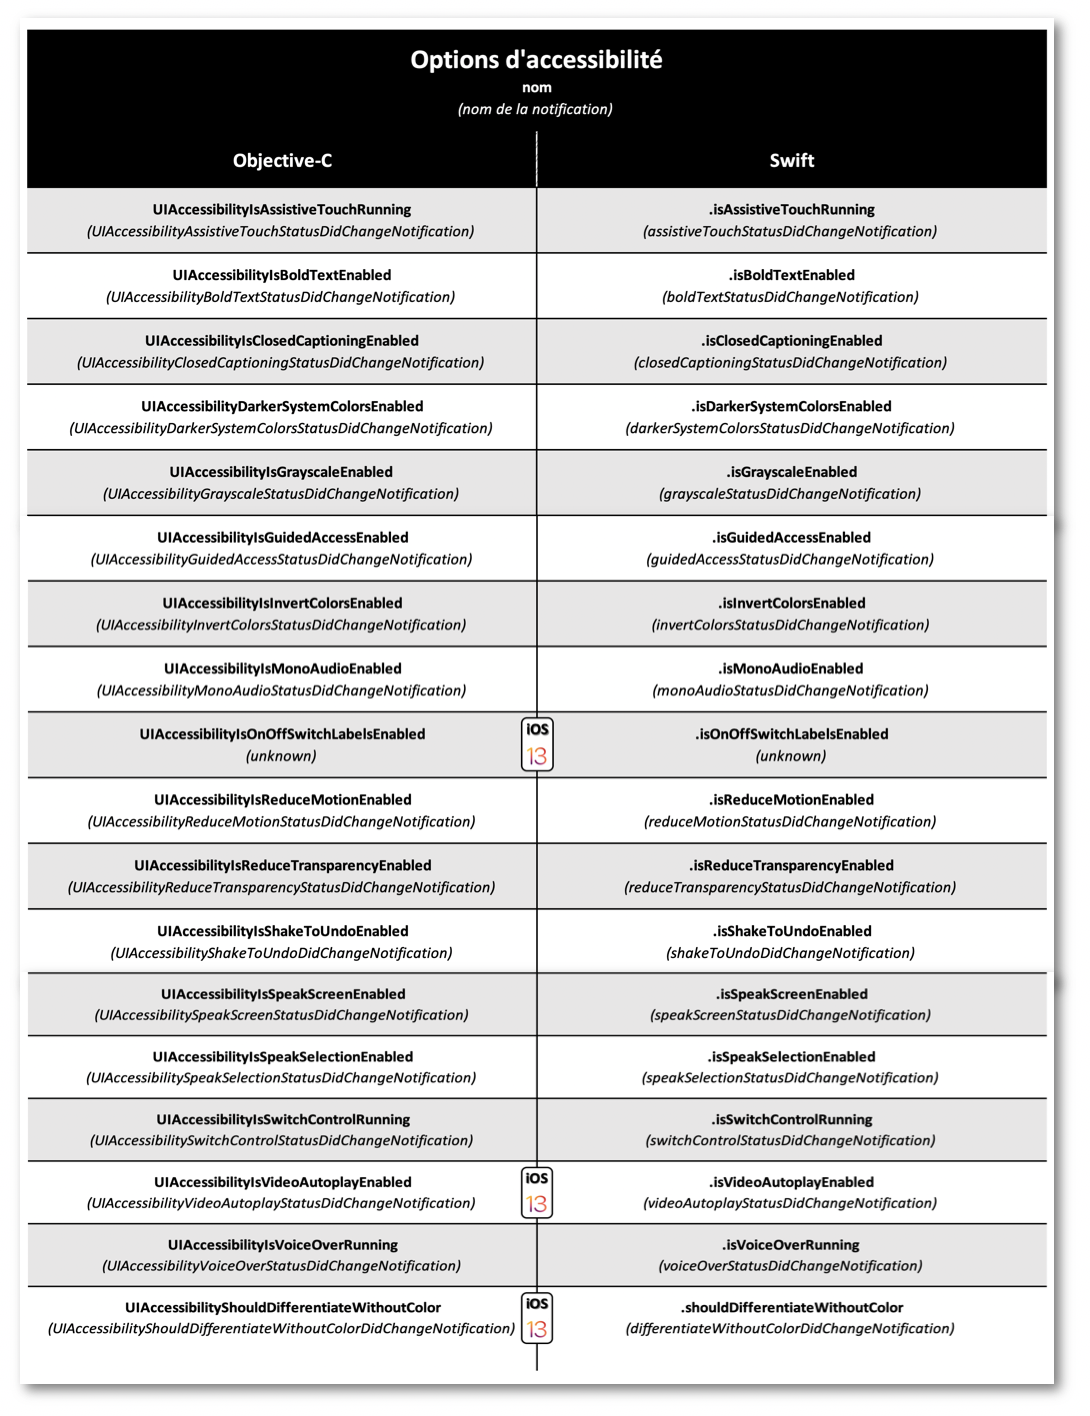 Options d'accessibilité
nom
(nom de la notification)
Objective-C
Swift
UIAccessibilityIsAssistiveTouchRunning
(UIAccessibilityAssistiveTouchStatusDidChangeNotification)
.isAssistiveTouchRunning
(assistiveTouchStatusDidChangeNotification)
UIAccessibilityIsBoldTextEnabled
(UIAccessibilityBoldTextStatusDidChangeNotification)
.isBoldTextEnabled
(boldTextStatusDidChangeNotification)
UIAccessibilityIsClosedCaptioningEnabled
(UIAccessibilityClosedCaptioningStatusDidChangeNotification)
.isClosedCaptioningEnabled
(closedCaptioningStatusDidChangeNotification)
UIAccessibilityDarkerSystemColorsEnabled
(UIAccessibilityDarkerSystemColorsStatusDidChangeNotification)
.isDarkerSystemColorsEnabled
(darkerSystemColorsStatusDidChangeNotification)
UIAccessibilityIsGrayscaleEnabled
(UIAccessibilityGrayscaleStatusDidChangeNotification)
.isGrayscaleEnabled
(grayscaleStatusDidChangeNotification)
UIAccessibilityIsGuidedAccessEnabled
(UIAccessibilityGuidedAccessStatusDidChangeNotification)
.isGuidedAccessEnabled
(guidedAccessStatusDidChangeNotification)
UIAccessibilityIsInvertColorsEnabled
(UIAccessibilityInvertColorsStatusDidChangeNotification)
.isInvertColorsEnabled
(invertColorsStatusDidChangeNotification)
UIAccessibilityIsMonoAudioEnabled
(UIAccessibilityMonoAudioStatusDidChangeNotification)
.isMonoAudioEnabled
(monoAudioStatusDidChangeNotification)
UIAccessibilityIsOnOffSwitchLabelsEnabled
(unknown)
iOS
13
.isOnOffSwitchLabelsEnabled
(unknown)
UIAccessibilityIsReduceMotionEnabled
(UIAccessibilityReduceMotionStatusDidChangeNotification)
.isReduceMotionEnabled
(reduceMotionStatusDidChangeNotification)
UIAccessibilityIsReduceTransparencyEnabled
(UIAccessibilityReduceTransparencyStatusDidChangeNotification)
.isReduceTransparencyEnabled
(reduceTransparencyStatusDidChangeNotification)
UIAccessibilityIsShakeToUndoEnabled
(UIAccessibilityShakeToUndoDidChangeNotification)
.isShakeToUndoEnabled
(shakeToUndoDidChangeNotification)
UIAccessibilityIsSpeakScreenEnabled
(UIAccessibilitySpeakScreenStatusDidChangeNotification)
.isSpeakScreenEnabled
(speakScreenStatusDidChangeNotification)
UIAccessibilityIsSpeakSelectionEnabled
(UIAccessibilitySpeakSelectionStatusDidChangeNotification)
.isSpeakSelectionEnabled
(speakSelectionStatusDidChangeNotification)
UIAccessibilityIsSwitchControlRunning
(UIAccessibilitySwitchControlStatusDidChangeNotification)
.isSwitchControlRunning
(switchControlStatusDidChangeNotification)
UIAccessibilityIsVideoAutoplayEnabled
(UIAccessibilityVideoAutoplayStatusDidChangeNotification)
iOS
13
.isVideoAutoplayEnabled
(videoAutoplayStatusDidChangeNotification)
UIAccessibilityIsVoiceOverRunning
(UIAccessibilityVoiceOverStatusDidChangeNotification)
.isVoiceOverRunning
(voiceOverStatusDidChangeNotification)
UIAccessibilityShouldDifferentiateWithoutColor
(UIAccessibilityShouldDifferentiateWithoutColorDidChangeNotification)
iOS
13
.shouldDifferentiateWithoutColor
(differentiateWithoutColorDidChangeNotification)